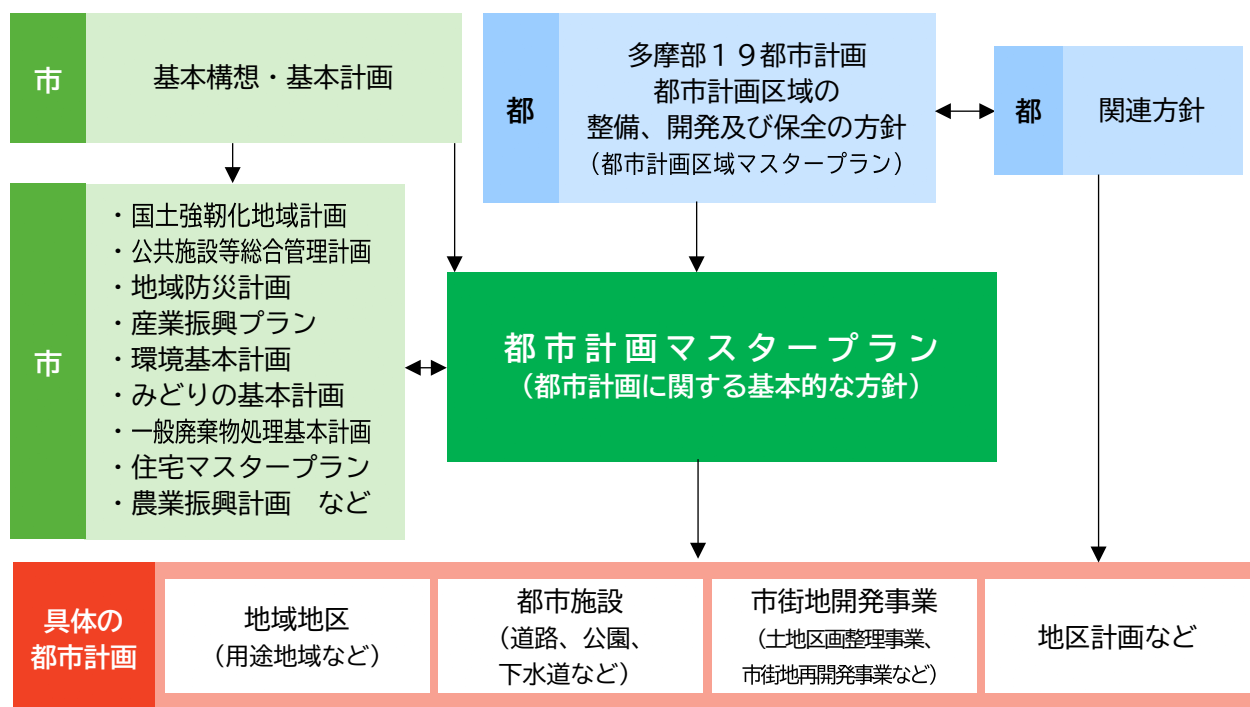 市
基本構想・基本計画
都
多摩部１９都市計画
都市計画区域の
整備、開発及び保全の方針
（都市計画区域マスタープラン）
都
関連方針
市
・国土強靭化地域計画
・公共施設等総合管理計画
・地域防災計画
・産業振興プラン
・環境基本計画
・みどりの基本計画
・一般廃棄物処理基本計画
・住宅マスタープラン
・農業振興計画　など
都市計画マスタープラン
（都市計画に関する基本的な方針）
具体の
都市計画
地域地区
（用途地域など）
都市施設
（道路、公園、
下水道など）
市街地開発事業
（土地区画整理事業、
市街地再開発事業など）
地区計画など